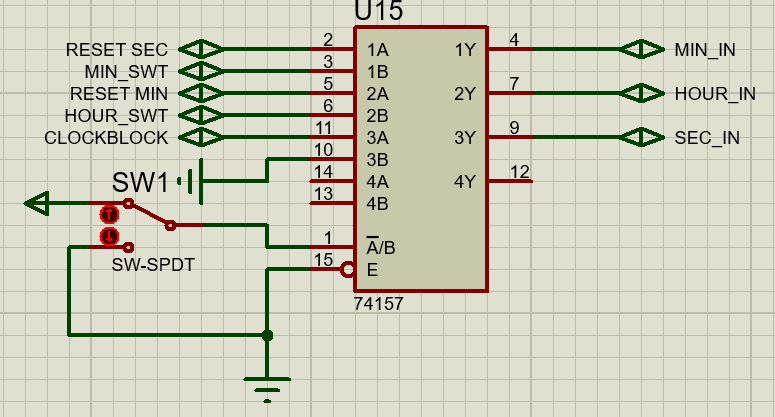 U15
RESET SEC 2 1A 1Y 4 MIN_IN
MIN_SWT 3 1B
RESET MIN 5 2A 2Y 7 HOUR_IN
HOUR_SWT 6 2B
CLOCKBLOCK 11 3A 3Y 9 SEC_IN
10 3B
SW1 14 4A 4Y 12
13 4B
1 A̅/B
15 E
SW-SPDT
74157